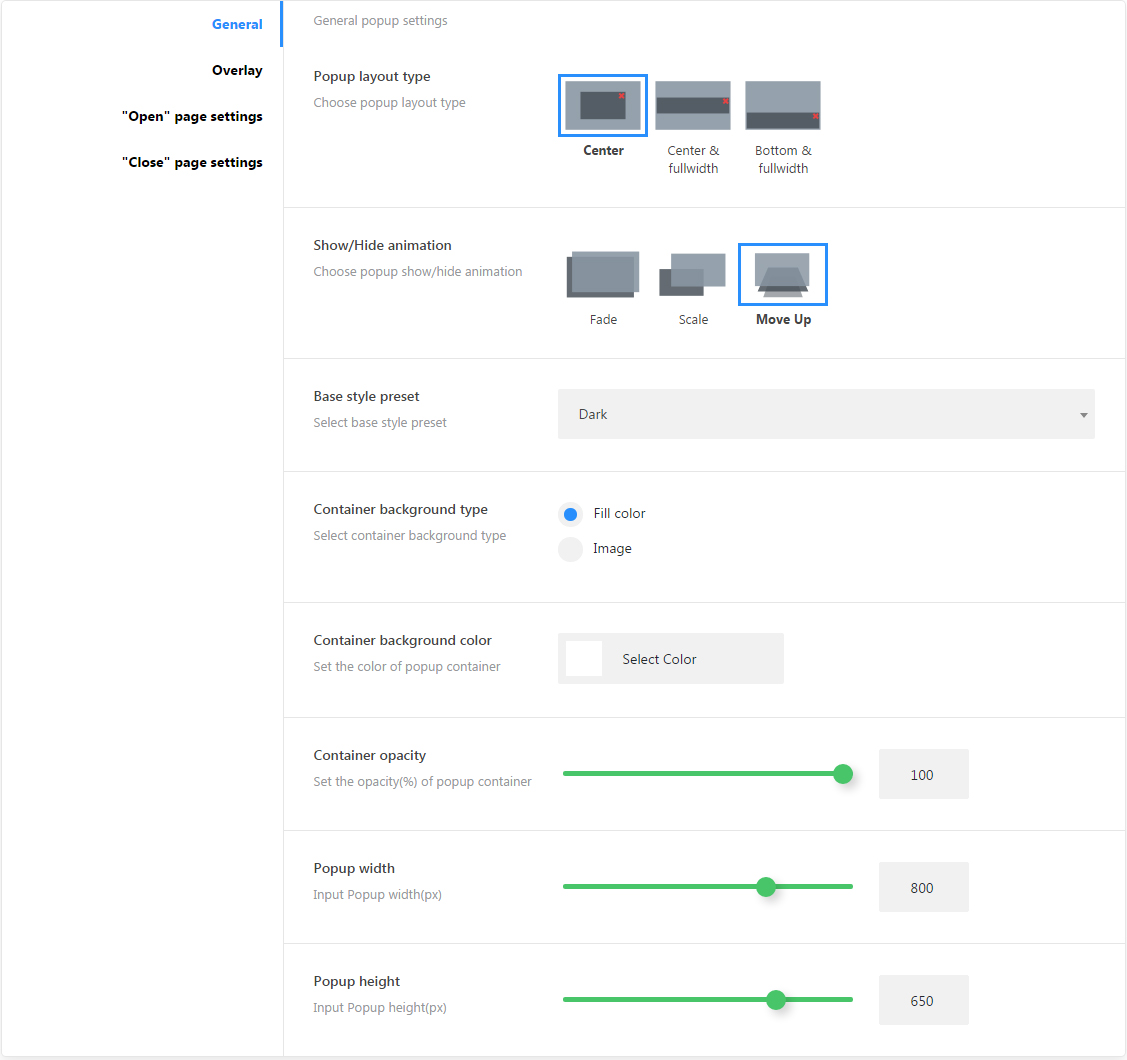 General
Overlay
"Open" page settings
"Close" page settings
General popup settings
Popup layout type
Choose popup layout type
Center
Center &
fullwidth
Bottom &
fullwidth
Show/Hide animation
Choose popup show/hide animation
Fade
Scale
Move Up
Base style preset
Select base style preset
Dark
Container background type
Select container background type
Fill color
Image
Container background color
Set the color of popup container
Select Color
Container opacity
Set the opacity(%) of popup container
100
Popup width
Input Popup width(px)
800
Popup height
Input Popup height(px)
650